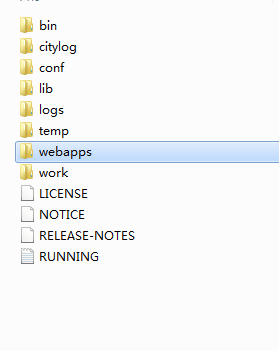 bin
citylog
conf
lib
logs
temp
webapps
work
LICENSE
NOTICE
RELEASE-NOTES
RUNNING